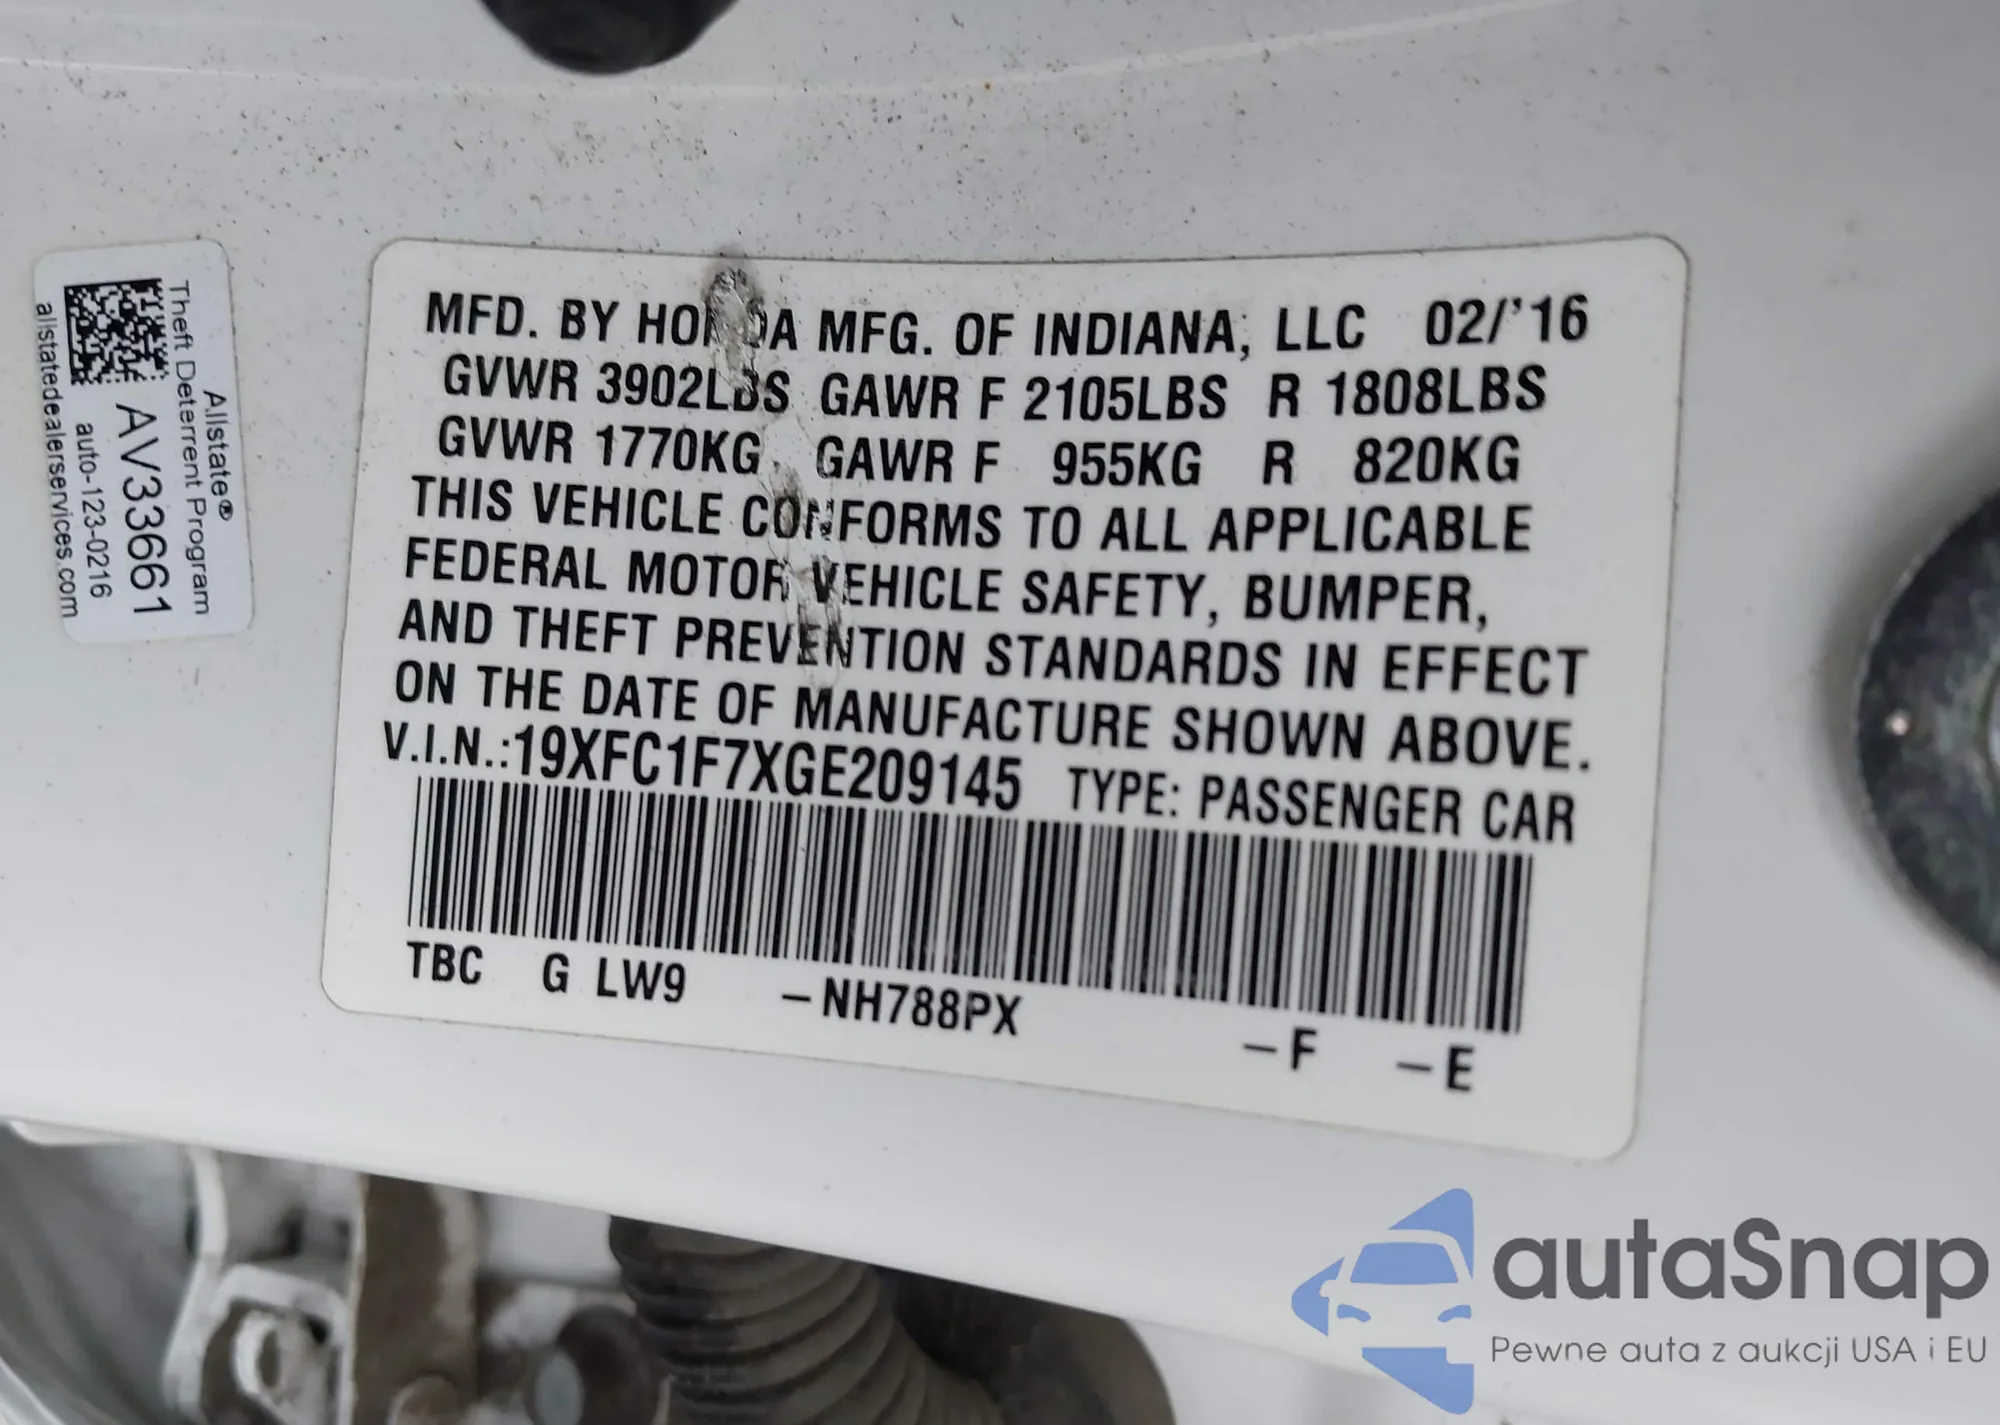 Allstate®
Theft Deterrent Program
AV33661
auto-123-0216
allstatedealerservices.com
MFD. BY HONDA MFG. OF INDIANA, LLC 02/'16
GVWR 3902LBS GAWR F 2105LBS R 1808LBS
GVWR 1770KG GAWR F 955KG R 820KG
THIS VEHICLE CONFORMS TO ALL APPLICABLE
FEDERAL MOTOR VEHICLE SAFETY, BUMPER,
AND THEFT PREVENTION STANDARDS IN EFFECT
ON THE DATE OF MANUFACTURE SHOWN ABOVE.
V.I.N.:19XFC1F7XGE209145 TYPE: PASSENGER CAR
TBC G LW9 –NH788PX –F –E
autaSnap
Pewne auta z aukcji USA i EU